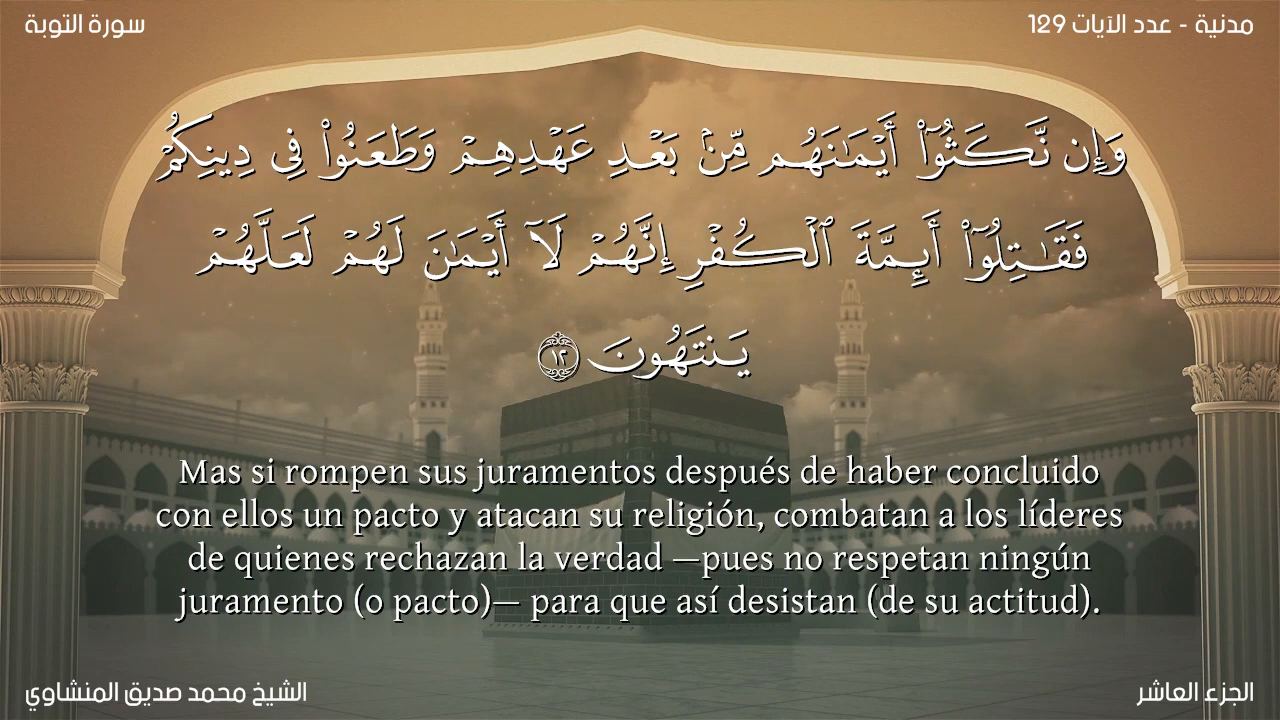 سورة التوبة
مدنية - عدد الآيات 129
وَإِن نَّكَثُوٓا۟ أَيْمَـٰنَهُم مِّنۢ بَعْدِ عَهْدِهِمْ وَطَعَنُوا۟ فِى دِينِكُمْ
فَقَـٰتِلُوٓا۟ أَئِمَّةَ ٱلْكُفْرِ إِنَّهُمْ لَآ أَيْمَـٰنَ لَهُمْ لَعَلَّهُمْ
يَنتَهُونَ ١٢
Mas si rompen sus juramentos después de haber concluido
con ellos un pacto y atacan su religión, combatan a los líderes
de quienes rechazan la verdad —pues no respetan ningún
juramento (o pacto)— para que así desistan (de su actitud).
الشيخ محمد صديق المنشاوي
الجزء العاشر